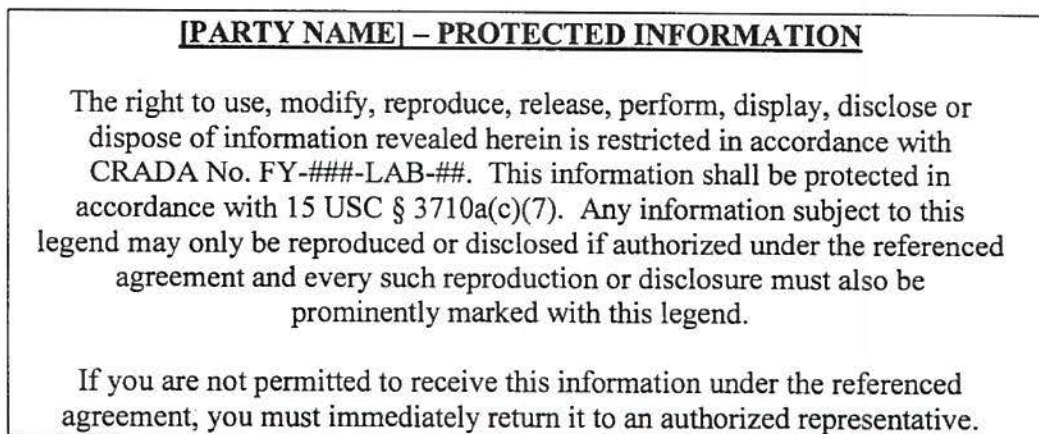 [PARTY NAME] – PROTECTED INFORMATION
The right to use, modify, reproduce, release, perform, display, disclose or
dispose of information revealed herein is restricted in accordance with
CRADA No. FY-###-LAB-##. This information shall be protected in
accordance with 15 USC § 3710a(c)(7). Any information subject to this
legend may only be reproduced or disclosed if authorized under the referenced
agreement and every such reproduction or disclosure must also be
prominently marked with this legend.
If you are not permitted to receive this information under the referenced
agreement, you must immediately return it to an authorized representative.